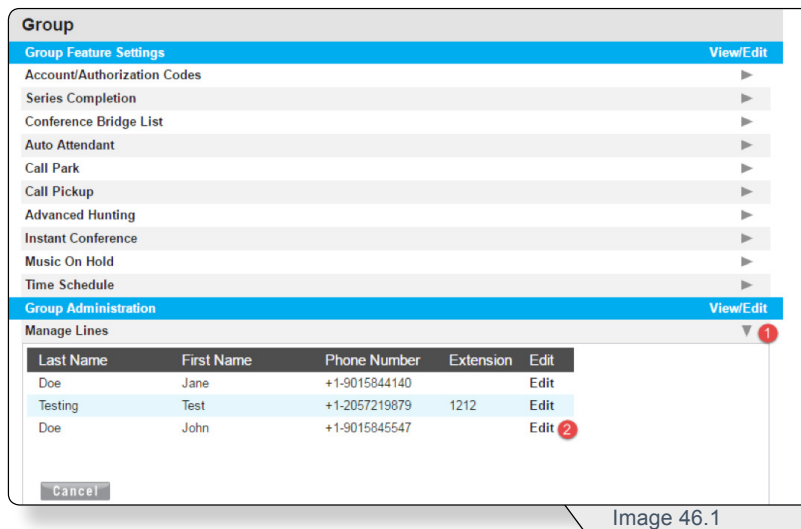 Group
Group Feature Settings View/Edit
Account/Authorization Codes
Series Completion
Conference Bridge List
Auto Attendant
Call Park
Call Pickup
Advanced Hunting
Instant Conference
Music On Hold
Time Schedule
Group Administration View/Edit
Manage Lines 1
Last Name First Name Phone Number Extension Edit
Doe Jane +1-9015844140 Edit
Testing Test +1-2057219879 1212 Edit
Doe John +1-9015845547 Edit 2
Cancel
Image 46.1